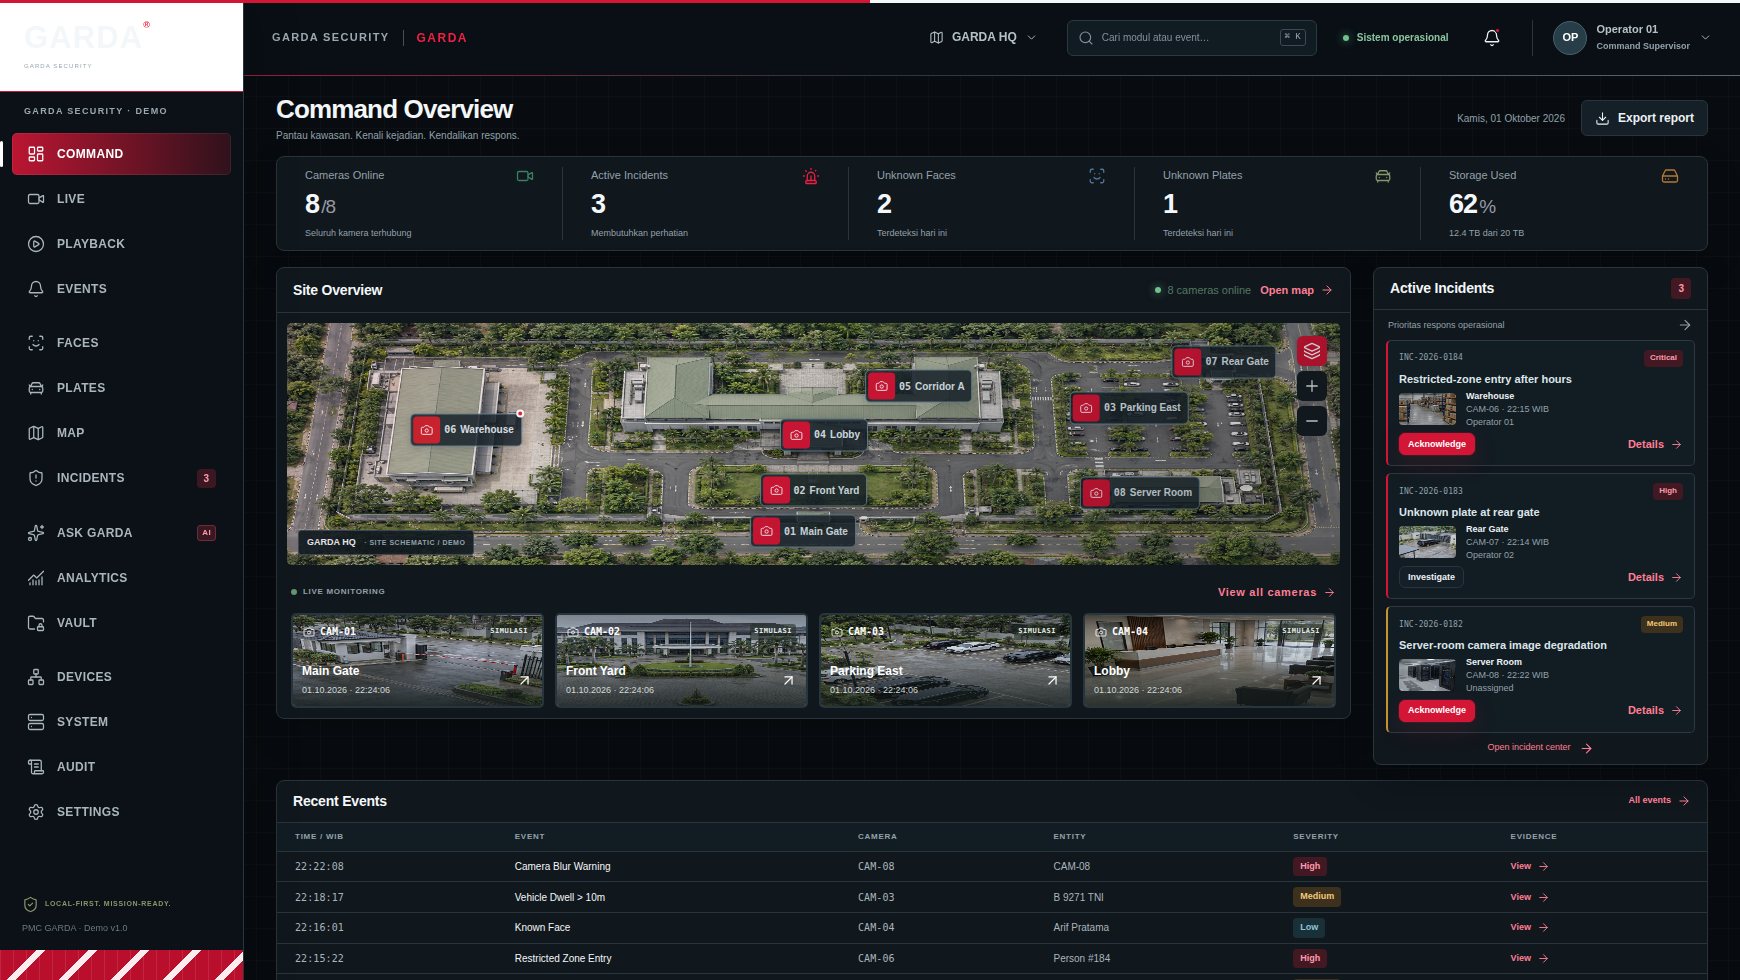 GARDA®
GARDA SECURITY
GARDA SECURITY · DEMO
COMMAND
LIVE
PLAYBACK
EVENTS
FACES
PLATES
MAP
INCIDENTS 3
ASK GARDA AI
ANALYTICS
VAULT
DEVICES
SYSTEM
AUDIT
SETTINGS
LOCAL-FIRST. MISSION-READY.
PMC GARDA · Demo v1.0
GARDA SECURITY | GARDA
GARDA HQ
Cari modul atau event… ⌘ K
Sistem operasional
OP
Operator 01
Command Supervisor
Command Overview
Pantau kawasan. Kenali kejadian. Kendalikan respons.
Kamis, 01 Oktober 2026
Export report
Cameras Online
8/8
Seluruh kamera terhubung
Active Incidents
3
Membutuhkan perhatian
Unknown Faces
2
Terdeteksi hari ini
Unknown Plates
1
Terdeteksi hari ini
Storage Used
62%
12.4 TB dari 20 TB
Site Overview
8 cameras online
Open map
07 Rear Gate
05 Corridor A
03 Parking East
06 Warehouse
04 Lobby
02 Front Yard
08 Server Room
01 Main Gate
GARDA HQ · SITE SCHEMATIC / DEMO
LIVE MONITORING
View all cameras
CAM-01 SIMULASI
Main Gate
01.10.2026 · 22:24:06
CAM-02 SIMULASI
Front Yard
01.10.2026 · 22:24:06
CAM-03 SIMULASI
Parking East
01.10.2026 · 22:24:06
CAM-04 SIMULASI
Lobby
01.10.2026 · 22:24:06
Active Incidents 3
Prioritas respons operasional
INC-2026-0184 Critical
Restricted-zone entry after hours
Warehouse
CAM-06 · 22:15 WIB
Operator 01
Acknowledge Details
INC-2026-0183 High
Unknown plate at rear gate
Rear Gate
CAM-07 · 22:14 WIB
Operator 02
Investigate Details
INC-2026-0182 Medium
Server-room camera image degradation
Server Room
CAM-08 · 22:22 WIB
Unassigned
Acknowledge Details
Open incident center
Recent Events
All events
TIME / WIB EVENT CAMERA ENTITY SEVERITY EVIDENCE
22:22:08 Camera Blur Warning CAM-08 CAM-08 High View
22:18:17 Vehicle Dwell > 10m CAM-03 B 9271 TNI Medium View
22:16:01 Known Face CAM-04 Arif Pratama Low View
22:15:22 Restricted Zone Entry CAM-06 Person #184 High View